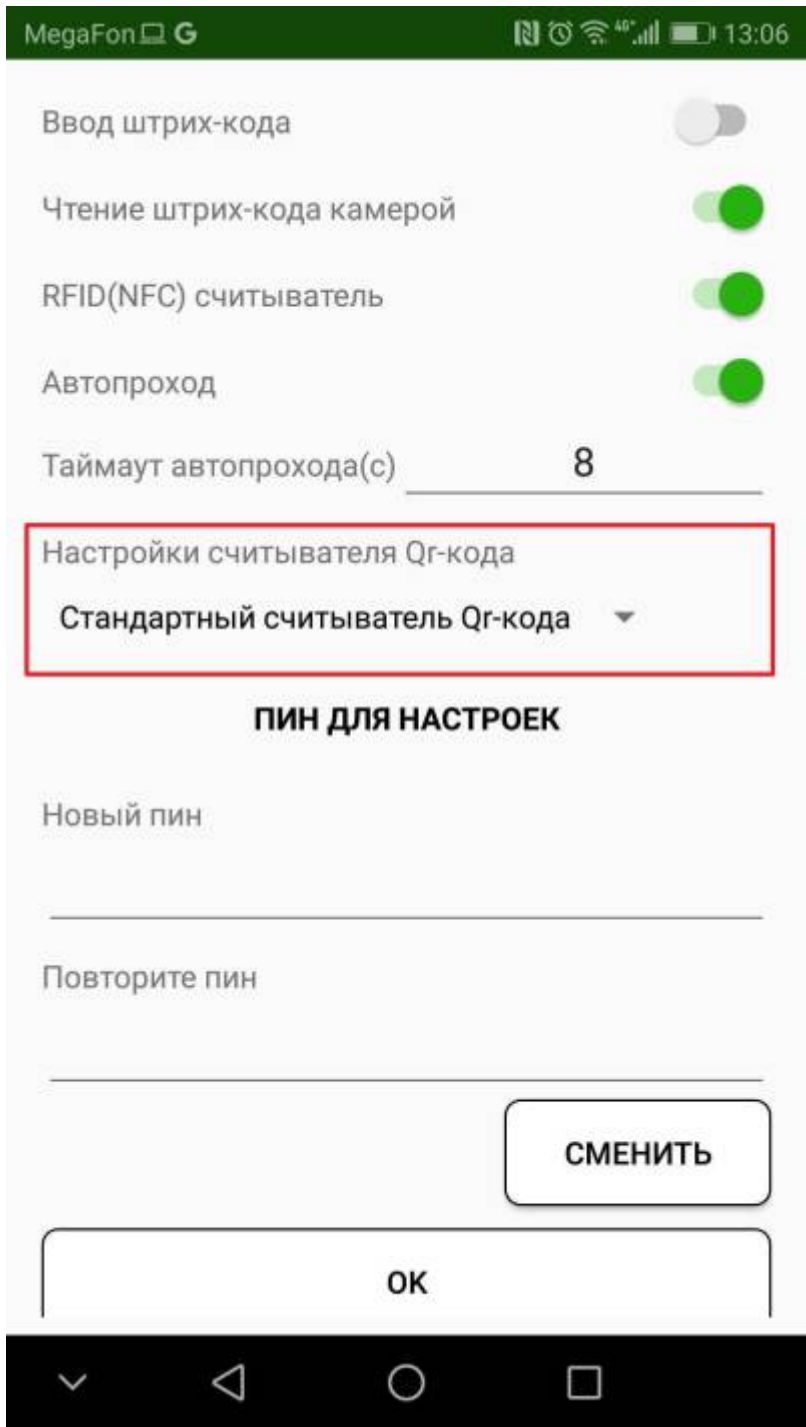 MegaFon G 4G+ 13:06
Ввод штрих-кода
Чтение штрих-кода камерой
RFID(NFC) считыватель
Автопроход
Таймаут автопрохода(с) 8
Настройки считывателя Qr-кода
Стандартный считыватель Qr-кода
ПИН ДЛЯ НАСТРОЕК
Новый пин
Повторите пин
СМЕНИТЬ
ОК